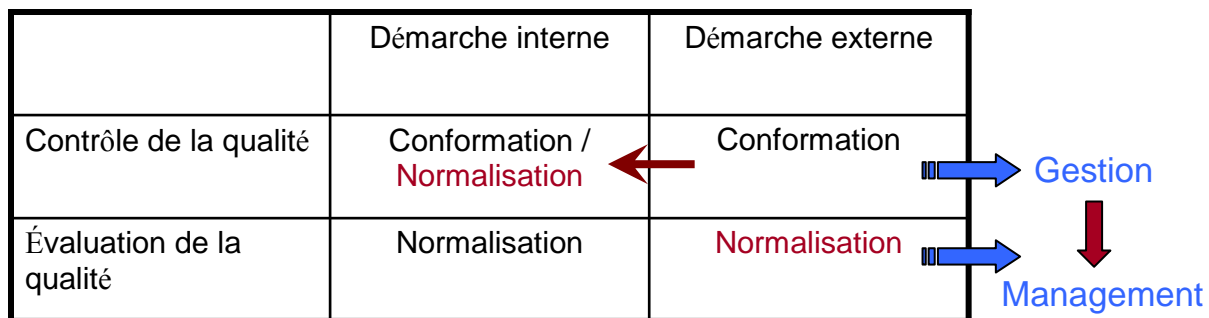 Démarche interne
Démarche externe
Contrôle de la qualité
Conformation /
Normalisation
Conformation
Gestion
Évaluation de la
qualité
Normalisation
Normalisation
Management